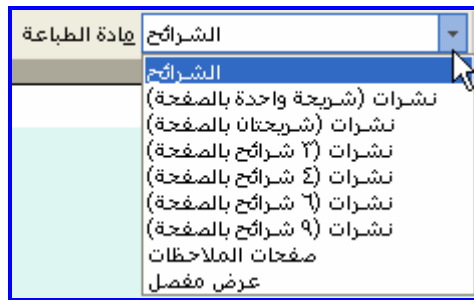 مادة الطباعة الشرائح
الشرائح
نشرات (شريحة واحدة بالصفحة)
نشرات (شريحتان بالصفحة)
نشرات (٣ شرائح بالصفحة)
نشرات (٤ شرائح بالصفحة)
نشرات (٦ شرائح بالصفحة)
نشرات (٩ شرائح بالصفحة)
صفحات الملاحظات
عرض مفصل